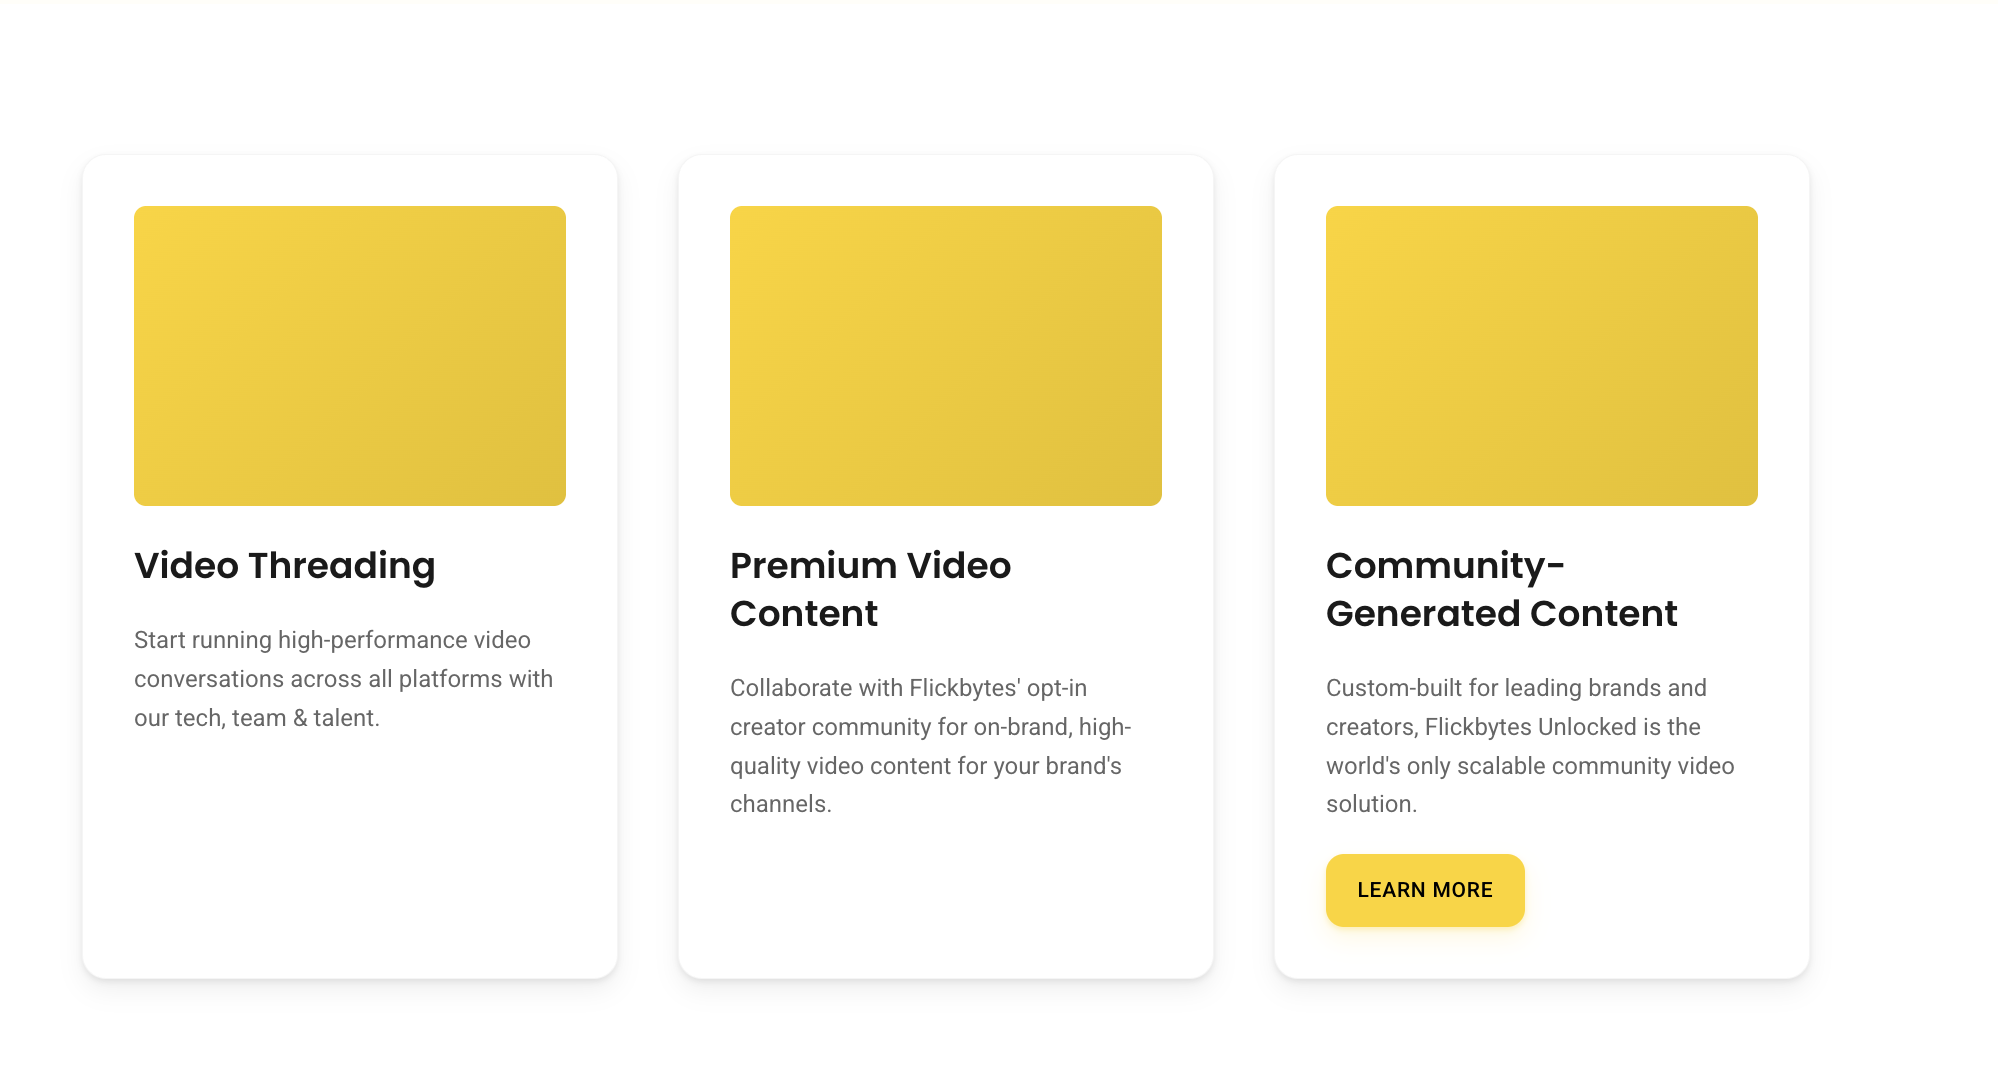 Video Threading
Start running high-performance video
conversations across all platforms with
our tech, team & talent.
Premium Video
Content
Collaborate with Flickbytes' opt-in
creator community for on-brand, high-
quality video content for your brand's
channels.
Community-
Generated Content
Custom-built for leading brands and
creators, Flickbytes Unlocked is the
world's only scalable community video
solution.
LEARN MORE